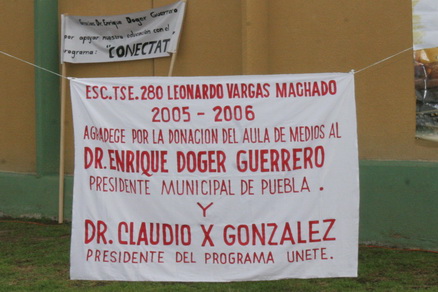 Gracias Dr. Enrique Doger Guerrero
por apoyar nuestra educación con el
programa: "CONECTAT"
ESC.TSE.280 LEONARDO VARGAS MACHADO
2005 - 2006
AGRADECE POR LA DONACION DEL AULA DE MEDIOS AL
DR. ENRIQUE DOGER GUERRERO
PRESIDENTE MUNICIPAL DE PUEBLA .
Y
DR. CLAUDIO X GONZALEZ
PRESIDENTE DEL PROGRAMA UNETE.